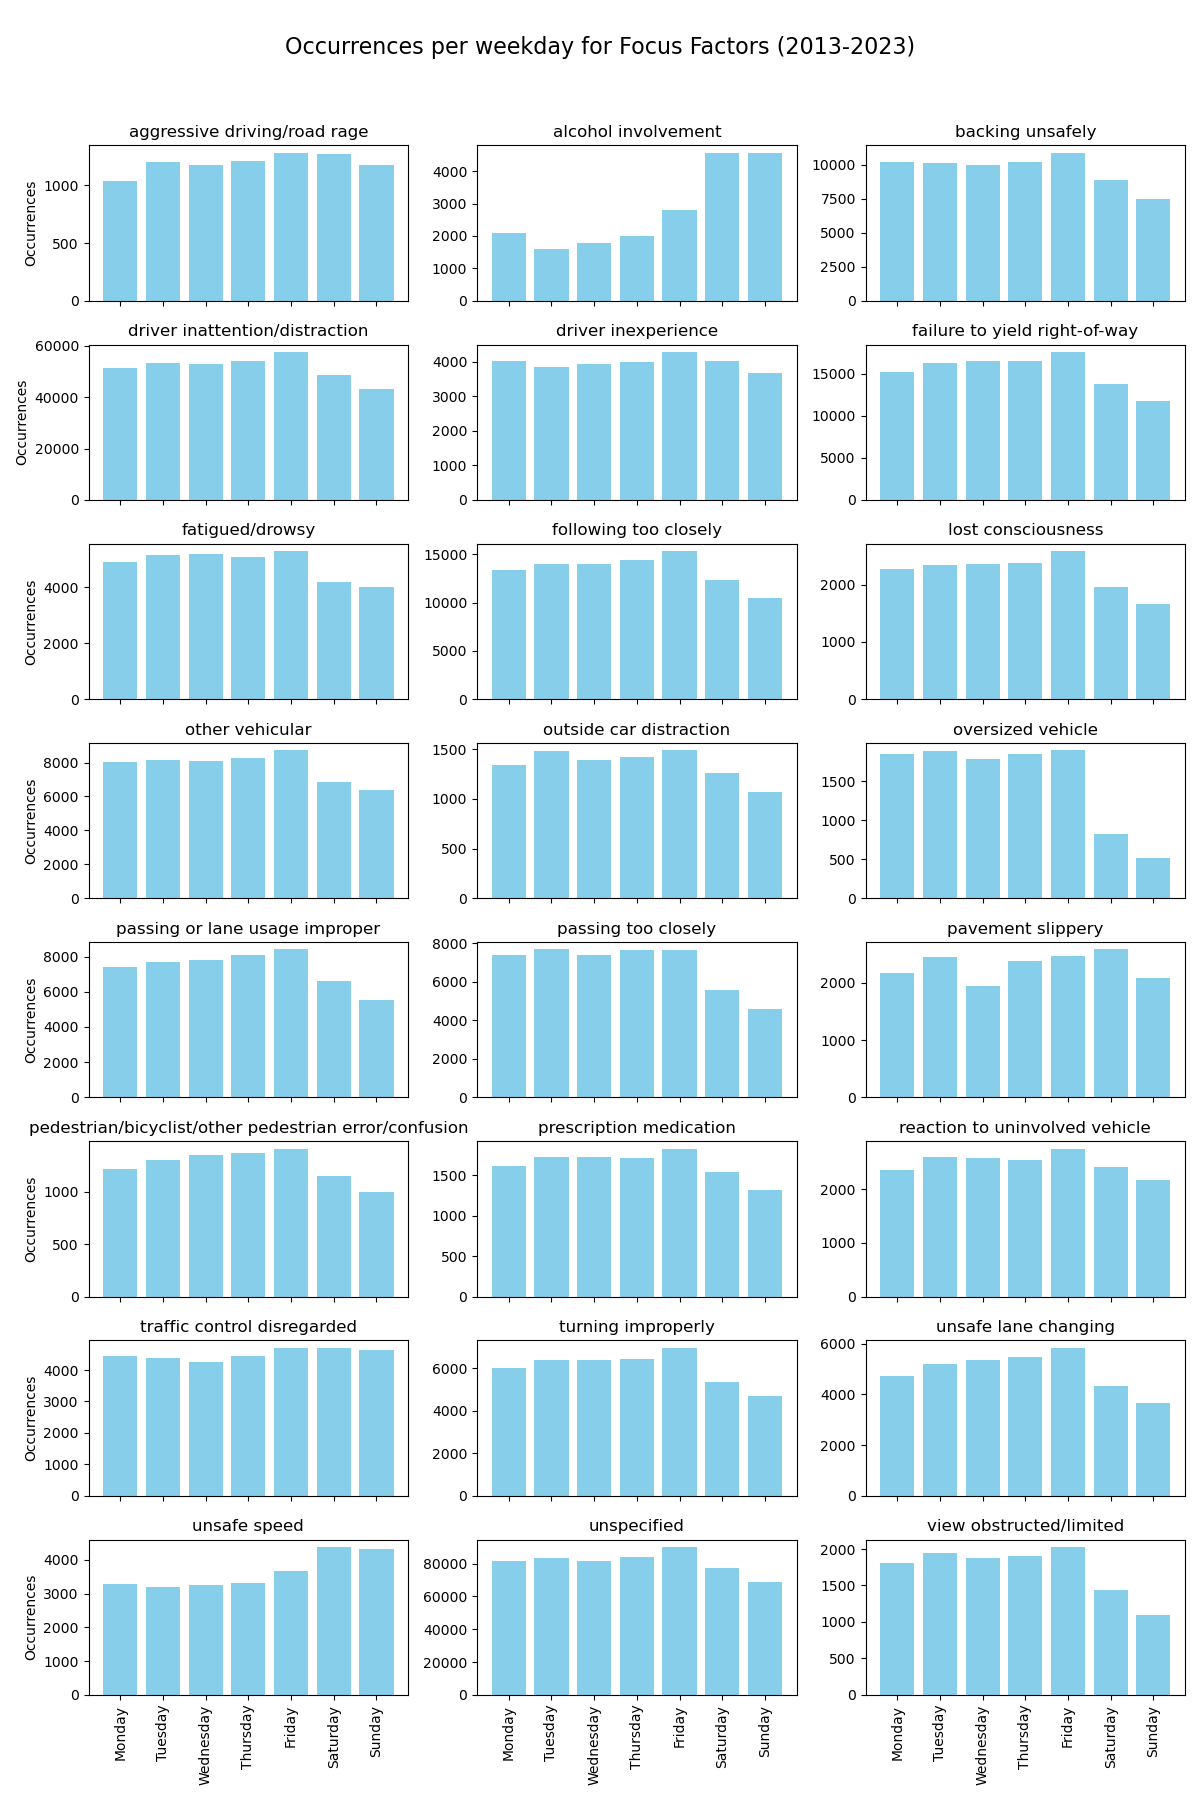 Occurrences per weekday for Focus Factors (2013-2023)
aggressive driving/road rage
Occurrences
1000
500
0
alcohol involvement
4000
3000
2000
1000
0
backing unsafely
10000
7500
5000
2500
0
driver inattention/distraction
Occurrences
60000
40000
20000
0
driver inexperience
4000
3000
2000
1000
0
failure to yield right-of-way
15000
10000
5000
0
fatigued/drowsy
Occurrences
4000
2000
0
following too closely
15000
10000
5000
0
lost consciousness
2000
1000
0
other vehicular
Occurrences
8000
6000
4000
2000
0
outside car distraction
1500
1000
500
0
oversized vehicle
1500
1000
500
0
passing or lane usage improper
Occurrences
8000
6000
4000
2000
0
passing too closely
8000
6000
4000
2000
0
pavement slippery
2000
1000
0
pedestrian/bicyclist/other pedestrian error/confusion
Occurrences
1000
500
0
prescription medication
1500
1000
500
0
reaction to uninvolved vehicle
2000
1000
0
traffic control disregarded
Occurrences
4000
3000
2000
1000
0
turning improperly
6000
4000
2000
0
unsafe lane changing
6000
4000
2000
0
unsafe speed
Occurrences
4000
3000
2000
1000
0
Monday
Tuesday
Wednesday
Thursday
Friday
Saturday
Sunday
unspecified
80000
60000
40000
20000
0
Monday
Tuesday
Wednesday
Thursday
Friday
Saturday
Sunday
view obstructed/limited
2000
1500
1000
500
0
Monday
Tuesday
Wednesday
Thursday
Friday
Saturday
Sunday